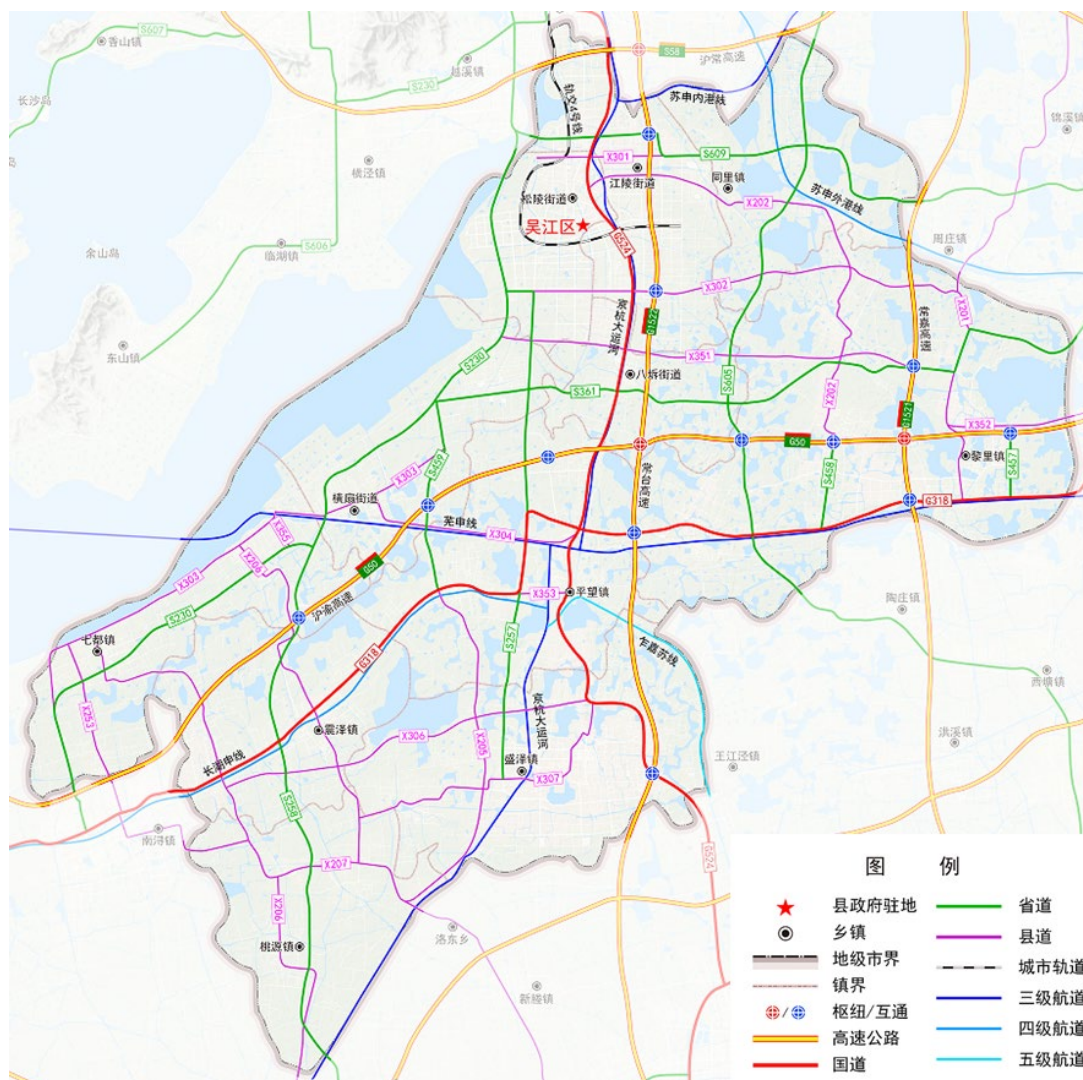 S607
香山镇
越溪镇
S58
沪常高速
长沙岛
S230
轨交4号线
苏申内港线
锦溪镇
岛
横泾镇
X301
S609
江陵街道
同里镇
松陵街道
X202
苏申外港线
吴江区
G524
周庄镇
S606
余山岛
临湖镇
X302
X201
京杭大运河
G1522
常嘉高速
东山镇
S230
X351
八坼街道
S605
S361
X202
G1521
X352
G50
常台高速
S459
X303
S458
黎里镇
S457
横扇街道
G318
芜申线
X304
X355
X206
G50
X303
沪渝高速
X353
平望镇
陶庄镇
S230
七都镇
S257
乍嘉苏线
G318
西塘镇
X253
京杭大运河
震泽镇
X306
X205
洪溪镇
长湖申线
盛泽镇
X307
王江泾镇
S258
南浔镇
G524
X207
X206
桃源镇
洛东乡
新塍镇
图 例
县政府驻地
省道
乡镇
县道
地级市界
城市轨道
镇界
三级航道
枢纽/互通
四级航道
高速公路
五级航道
国道